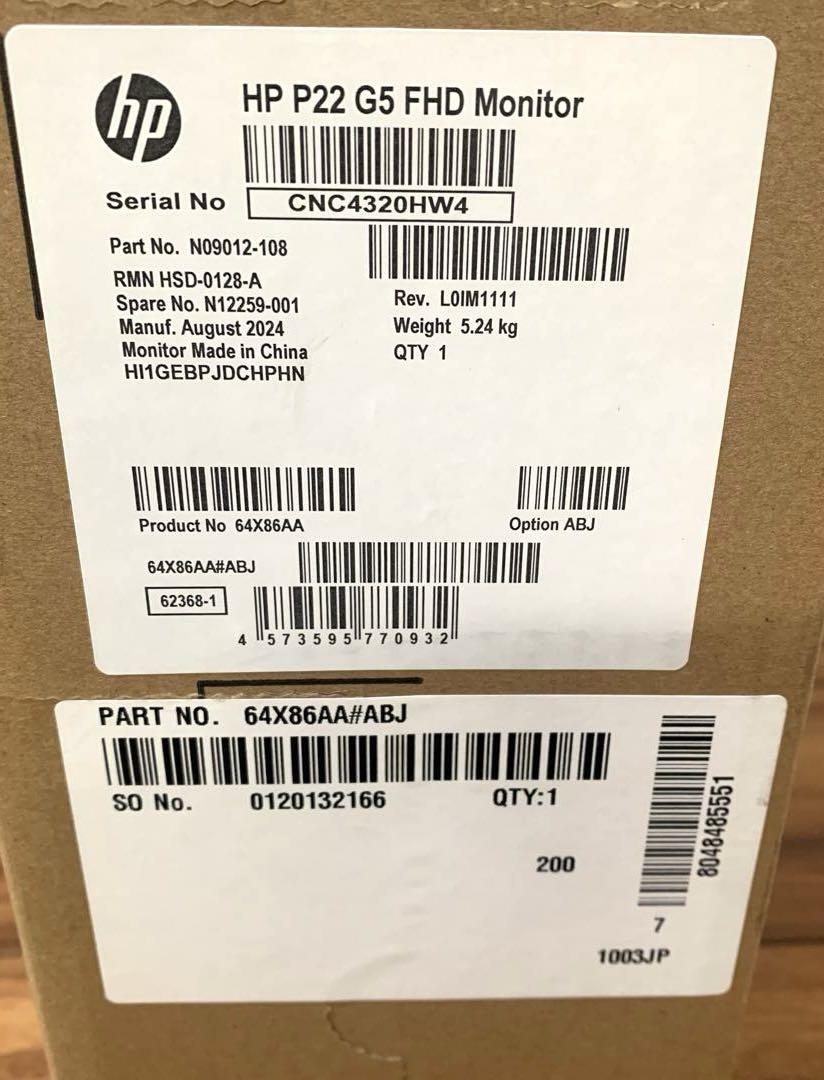 hp
HP P22 G5 FHD Monitor
Serial No CNC4320HW4
Part No. N09012-108
RMN HSD-0128-A
Spare No. N12259-001
Manuf. August 2024
Monitor Made in China
HI1GEBPJDCHPHN
Rev. L0IM1111
Weight 5.24 kg
QTY 1
Product No 64X86AA
Option ABJ
64X86AA#ABJ
62368-1
4 573595 770932
PART NO. 64X86AA#ABJ
SO No. 0120132166 QTY:1
8048485551
200
7
1003JP